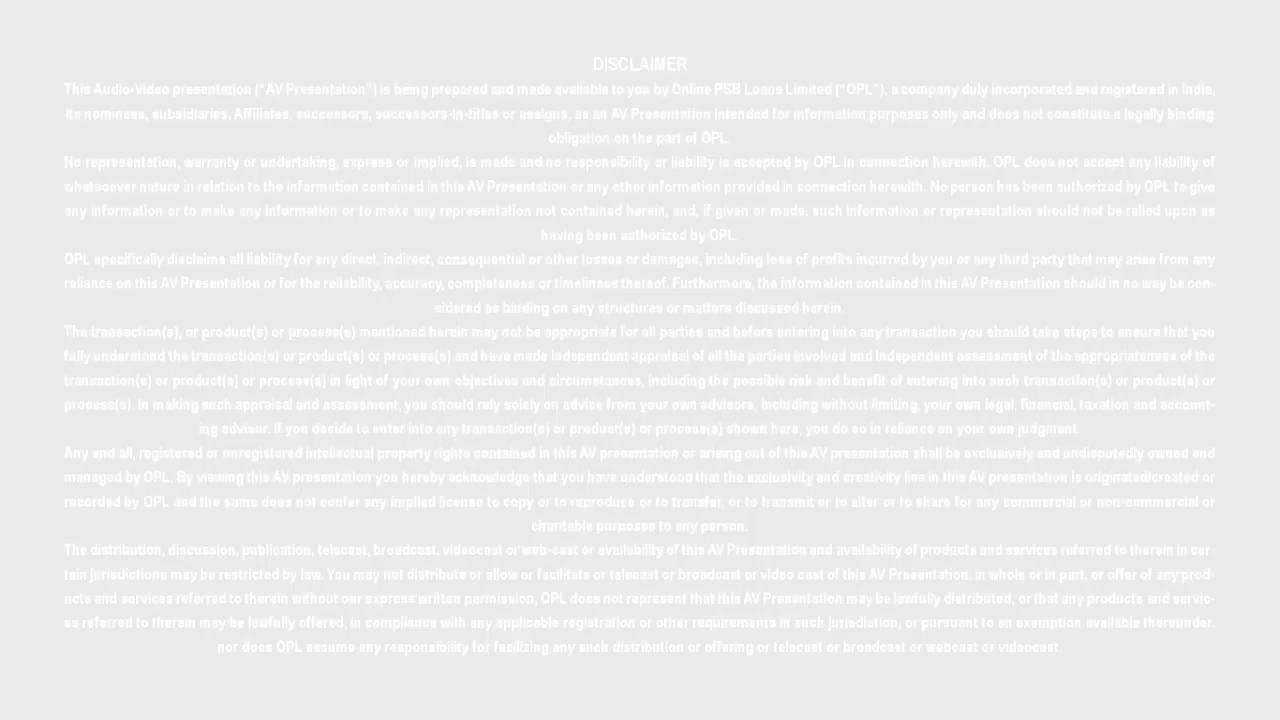 DISCLAIMER
This Audio-Video presentation ("AV Presentation") is being prepared and made available to you by Online PSB Loans Limited ("OPL"), a company duly incorporated and registered in India,
its nominees, subsidiaries, Affiliates, successors, successors-in-titles or assigns, as an AV Presentation intended for information purposes only and does not constitute a legally binding
obligation on the part of OPL.
No representation, warranty or undertaking, express or implied, is made and no responsibility or liability is accepted by OPL in connection herewith. OPL does not accept any liability of
whatsoever nature in relation to the information contained in this AV Presentation or any other information provided in connection herewith. No person has been authorized by OPL to give
any information or to make any information or to make any representation not contained herein, and, if given or made, such information or representation should not be relied upon as
having been authorized by OPL.
OPL specifically disclaims all liability for any direct, indirect, consequential or other losses or damages, including loss of profits incurred by you or any third party that may arise from any
reliance on this AV Presentation or for the reliability, accuracy, completeness or timeliness thereof. Furthermore, the information contained in this AV Presentation should in no way be con-
sidered as binding on any structures or matters discussed herein.
The transaction(s), or product(s) or process(s) mentioned herein may not be appropriate for all parties and before entering into any transaction you should take steps to ensure that you
fully understand the transaction(s) or product(s) or process(s) and have made independent appraisal of all the parties involved and independent assessment of the appropriateness of the
transaction(s) or product(s) or process(s) in light of your own objectives and circumstances, including the possible risk and benefit of entering into such transaction(s) or product(s) or
process(s). In making such appraisal and assessment, you should rely solely on advise from your own advisors, including without limiting, your own legal, financial, taxation and account-
ing advisor. If you decide to enter into any transaction(s) or product(s) or process(s) shown here, you do so in reliance on your own judgment.
Any and all, registered or unregistered intellectual property rights contained in this AV presentation or arising out of this AV presentation shall be exclusively and undisputedly owned and
managed by OPL. By viewing this AV presentation you hereby acknowledge that you have understood that the exclusivity and creativity lies in this AV presentation is originated/created or
recorded by OPL and the same does not confer any implied license to copy or to reproduce or to transfer, or to transmit or to alter or to share for any commercial or non-commercial or
charitable purposes to any person.
The distribution, discussion, publication, telecast, broadcast, videocast or web-cast or availability of this AV Presentation and availability of products and services referred to therein in cer-
tain jurisdictions may be restricted by law. You may not distribute or allow or facilitate or telecast or broadcast or video cast of this AV Presentation, in whole or in part, or offer of any prod-
ucts and services referred to therein without our express written permission, OPL does not represent that this AV Presentation may be lawfully distributed, or that any products and servic-
es referred to therein may be lawfully offered, in compliance with any applicable registration or other requirements in such jurisdiction, or pursuant to an exemption available thereunder,
nor does OPL assume any responsibility for facilizing any such distribution or offering or telecast or broadcast or webcast or videocast.